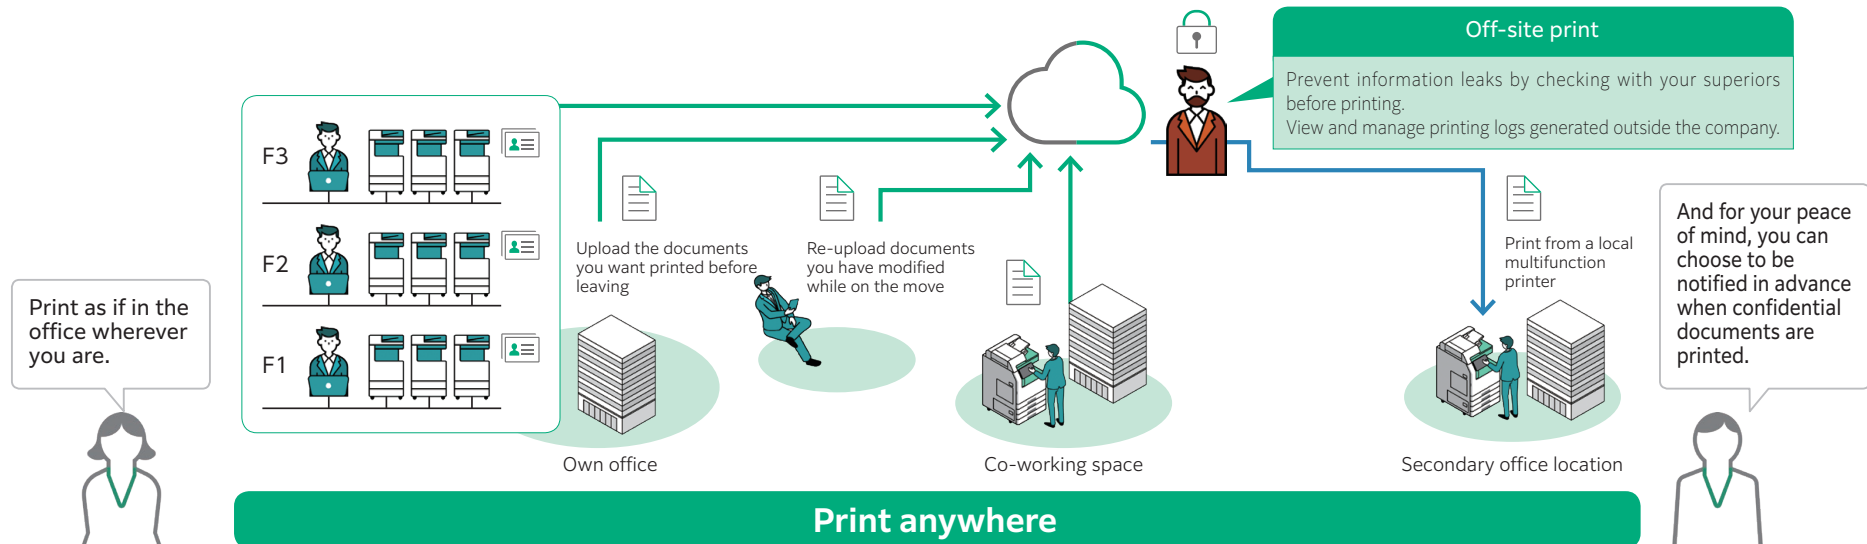 Off-site print
Prevent information leaks by checking with your superiors
before printing.
View and manage printing logs generated outside the company.
F3
F2
F1
Print as if in the
office wherever
you are.
Upload the documents
you want printed before
leaving
Re-upload documents
you have modified
while on the move
Print from a local
multifunction
printer
And for your peace
of mind, you can
choose to be
notified in advance
when confidential
documents are
printed.
Own office
Co-working space
Secondary office location
Print anywhere